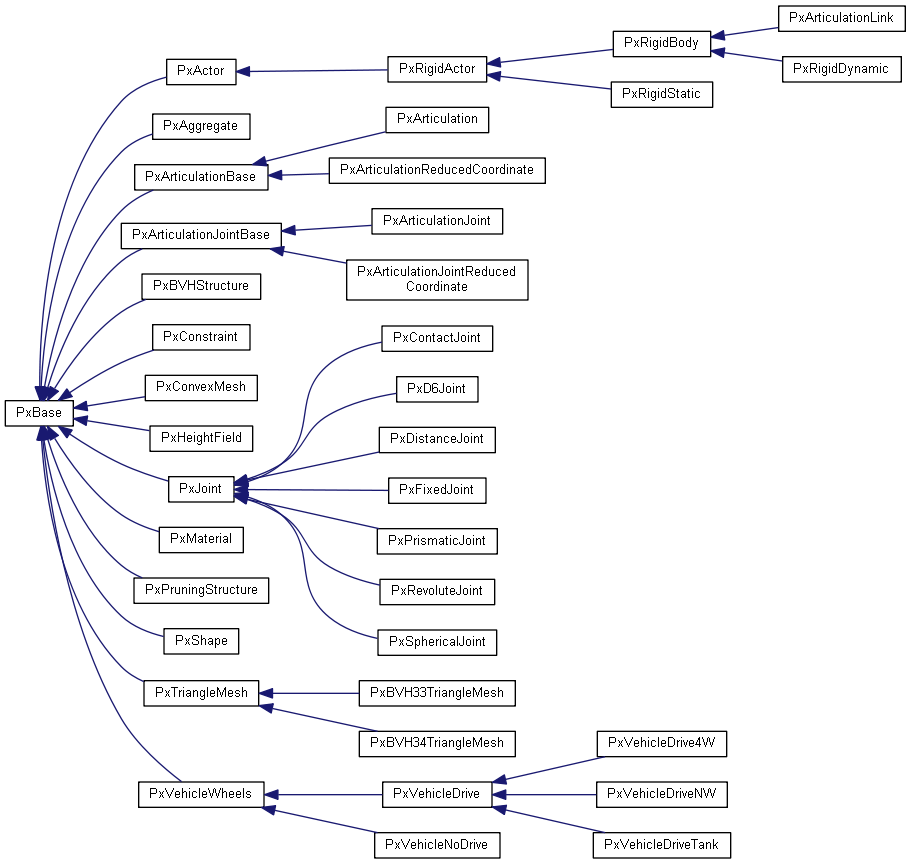 PxArticulationLink
PxRigidBody
PxActor
PxRigidActor
PxRigidDynamic
PxRigidStatic
PxArticulation
PxAggregate
PxArticulationBase
PxArticulationReducedCoordinate
PxArticulationJoint
PxArticulationJointBase
PxArticulationJointReduced
Coordinate
PxBVHStructure
PxConstraint
PxContactJoint
PxConvexMesh
PxD6Joint
PxBase
PxHeightField
PxDistanceJoint
PxJoint
PxFixedJoint
PxMaterial
PxPrismaticJoint
PxPruningStructure
PxRevoluteJoint
PxShape
PxSphericalJoint
PxTriangleMesh
PxBVH33TriangleMesh
PxBVH34TriangleMesh
PxVehicleDrive4W
PxVehicleWheels
PxVehicleDrive
PxVehicleDriveNW
PxVehicleNoDrive
PxVehicleDriveTank